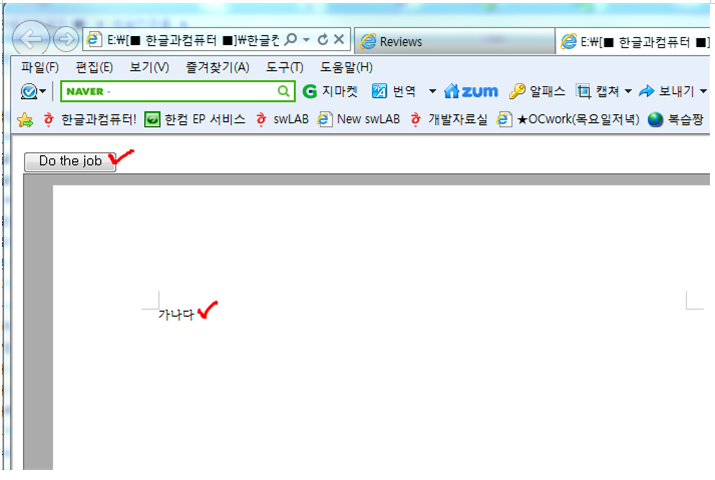 E:₩[■ 한글과컴퓨터 ■]₩한글컨
Reviews
E:₩[■ 한글과컴퓨터 ■]
파일(F) 편집(E) 보기(V) 즐겨찾기(A) 도구(T) 도움말(H)
NAVER
G 지마켓 번역 zum 알패스 캡쳐 보내기
한글과컴퓨터! 한컴 EP 서비스 swLAB New swLAB 개발자료실 ★OCwork(목요일저녁) 복습짱
Do the job
가나다